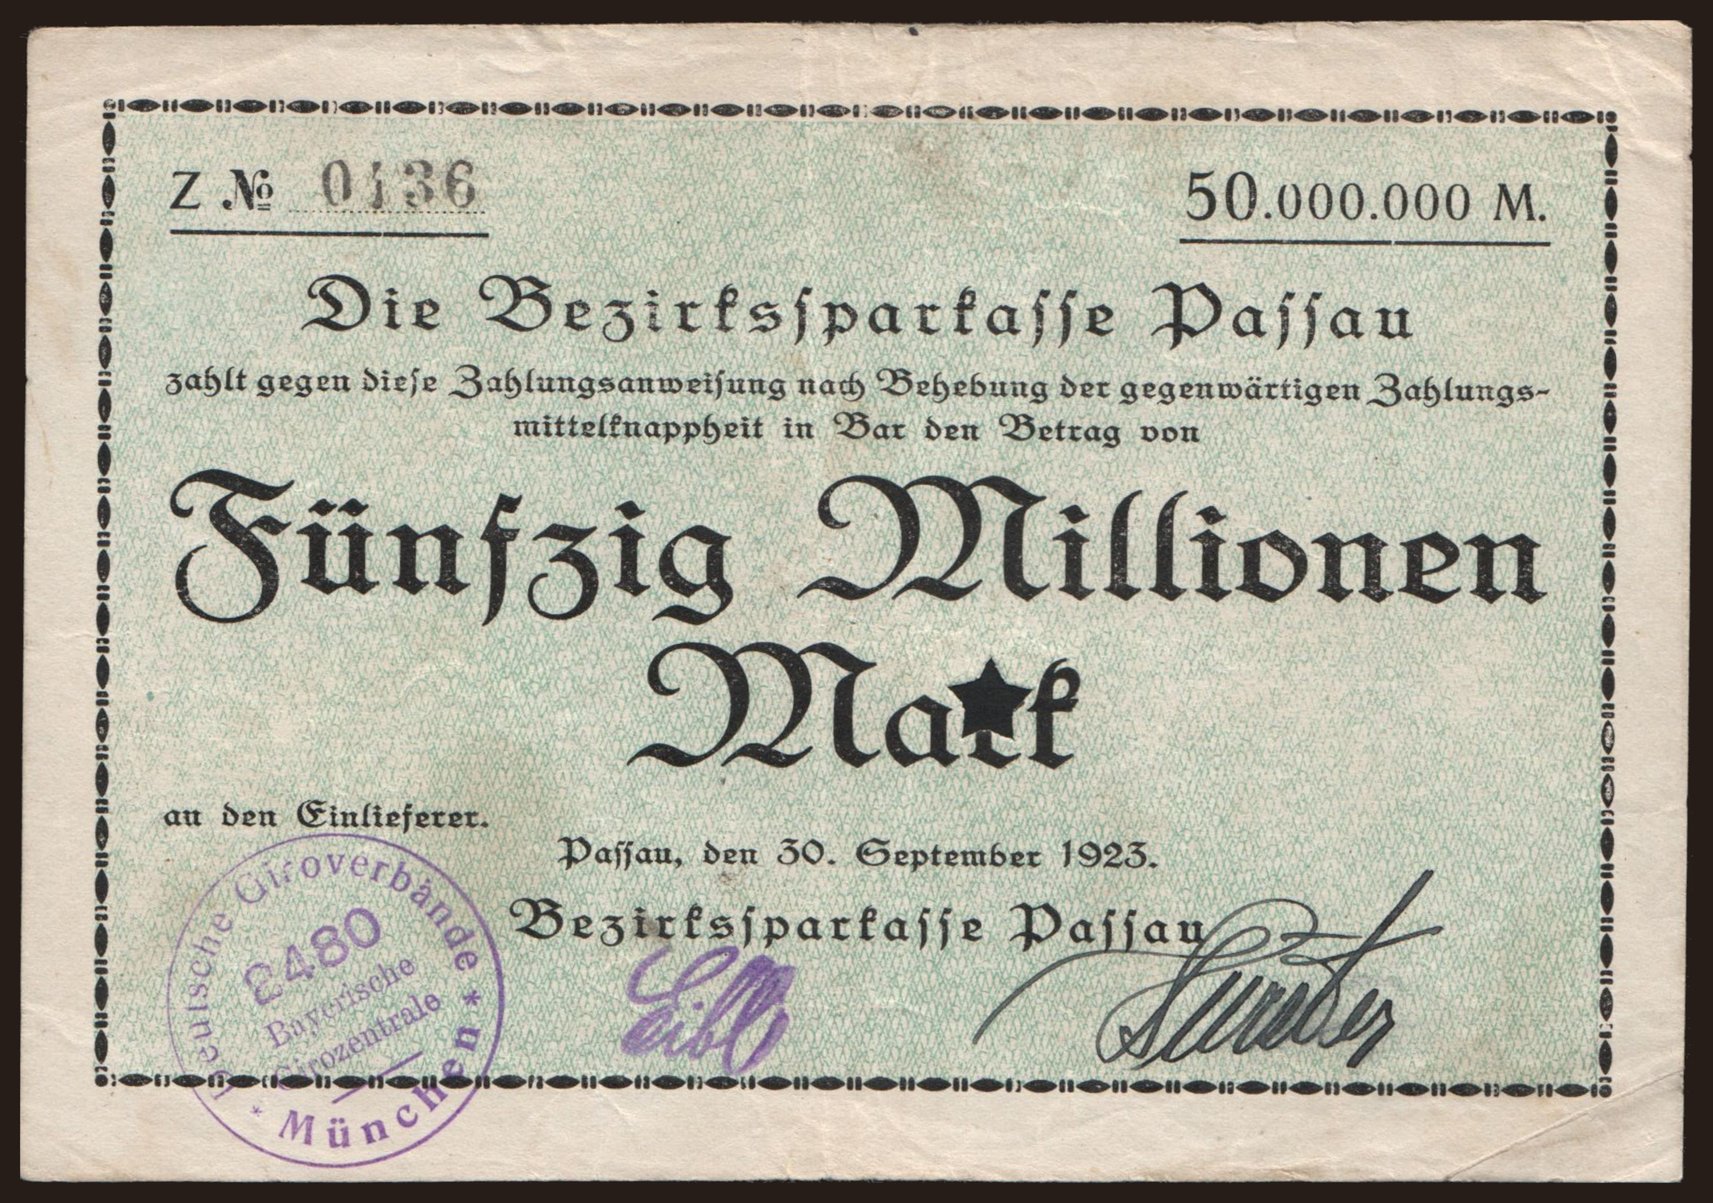 Z № 0436
50.000.000 M.
Die Bezirkssparkasse Passau
zahlt gegen diese Zahlungsanweisung nach Behebung der gegenwärtigen Zahlungs-
mittelknappheit in Bar den Betrag von
Fünfzig Millionen
Mark
an den Einlieferer.
Passau, den 30. September 1923.
Bezirkssparkasse Passau
Deutsche Giroverbände
2480
Bayerische
Girozentrale
* München *
Eibl